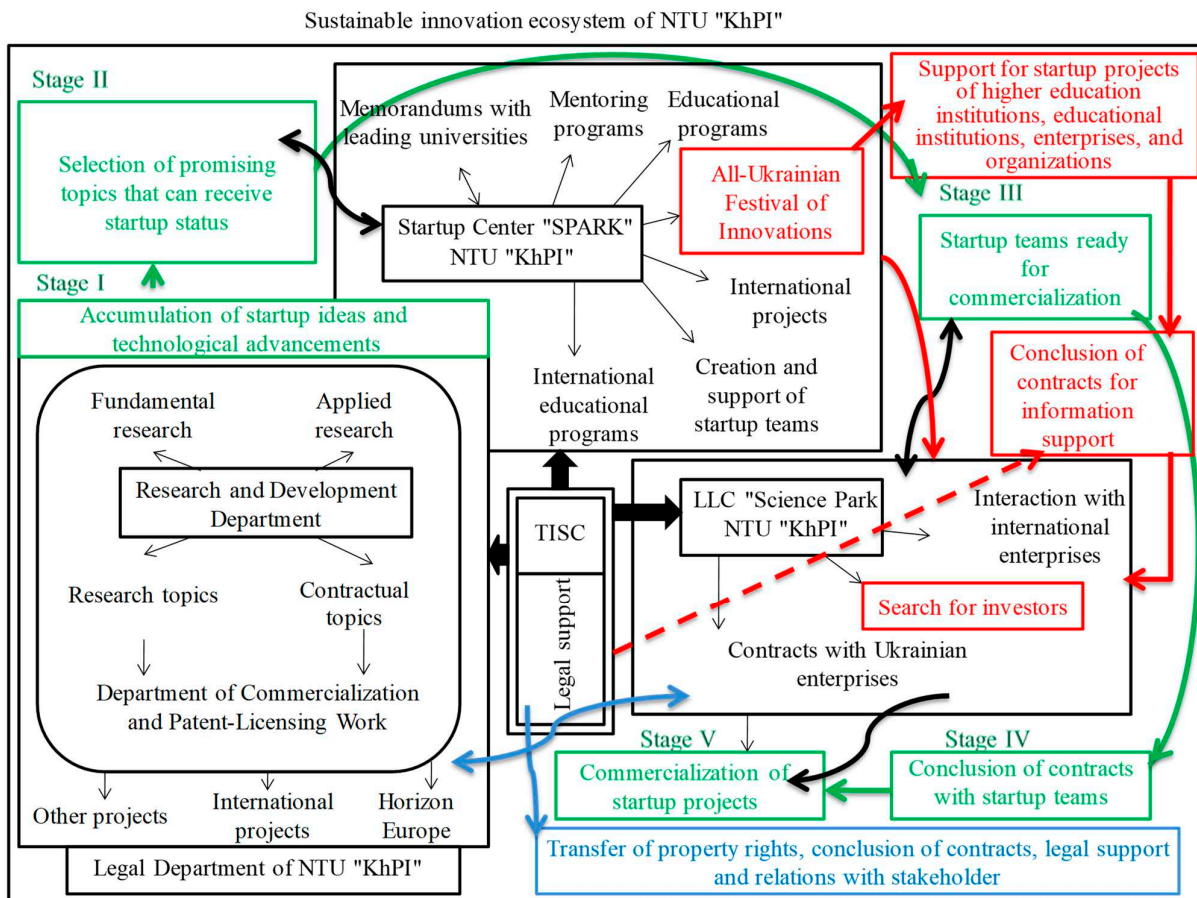 Sustainable innovation ecosystem of NTU "KhPI"
Stage II
Selection of promising
topics that can receive
startup status
Stage I
Accumulation of startup ideas and
technological advancements
Fundamental
research
Applied
research
Research and Development
Department
Research topics
Contractual
topics
Department of Commercialization
and Patent-Licensing Work
Other projects
International
projects
Horizon
Europe
Legal Department of NTU "KhPI"
Memorandums with
leading universities
Mentoring
programs
Educational
programs
Startup Center "SPARK"
NTU "KhPI"
All-Ukrainian
Festival of
Innovations
International
projects
Creation and
support of
startup teams
International
educational
programs
Support for startup projects
of higher education
institutions, educational
institutions, enterprises, and
organizations
Stage III
Startup teams ready
for
commercialization
Conclusion of
contracts for
information
support
TISC
Legal support
LLC "Science Park
NTU "KhPI"
Interaction with
international
enterprises
Search for investors
Contracts with Ukrainian
enterprises
Stage V
Commercialization of
startup projects
Stage IV
Conclusion of contracts
with startup teams
Transfer of property rights, conclusion of contracts, legal support
and relations with stakeholder